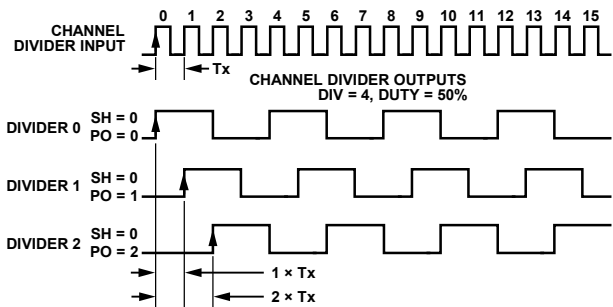 0 1 2 3 4 5 6 7 8 9 10 11 12 13 14 15
CHANNEL
DIVIDER INPUT
Tx
CHANNEL DIVIDER OUTPUTS
DIV = 4, DUTY = 50%
DIVIDER 0
SH = 0
PO = 0
DIVIDER 1
SH = 0
PO = 1
DIVIDER 2
SH = 0
PO = 2
1 × Tx
2 × Tx